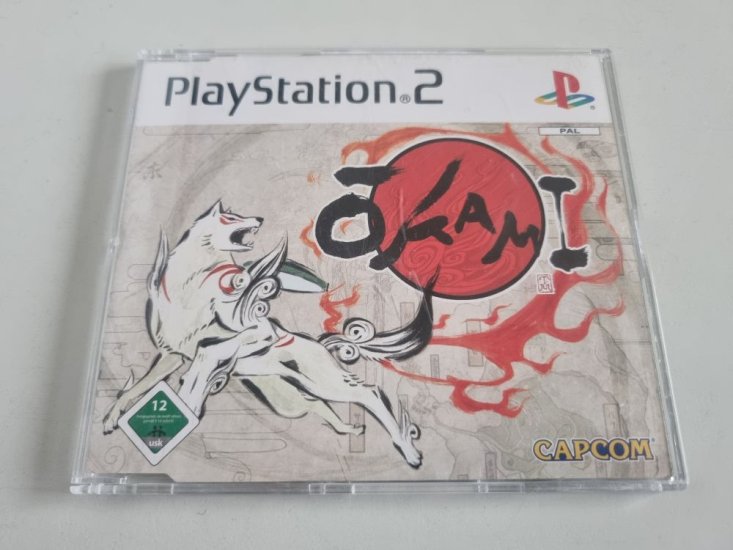 PlayStation®2
®
PAL
ŌKAMI
12
usk
CAPCOM®